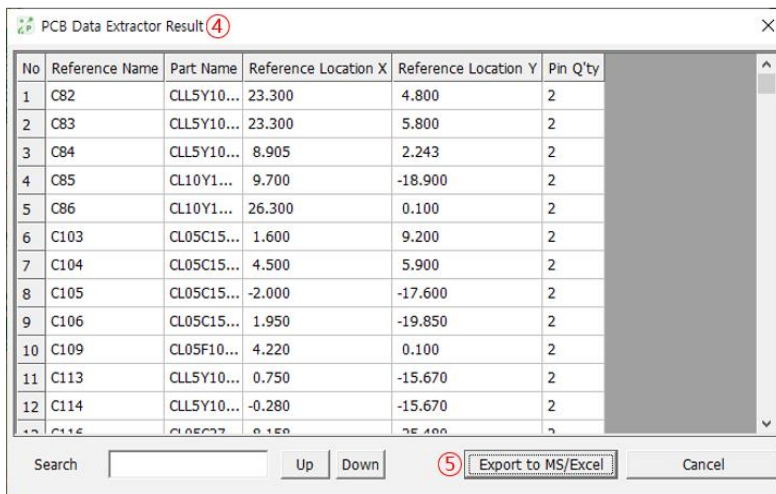 PCB Data Extractor Result ④
No Reference Name Part Name Reference Location X Reference Location Y Pin Q'ty
1 C82 CLL5Y10... 23.300 4.800 2
2 C83 CLL5Y10... 23.300 5.800 2
3 C84 CLL5Y10... 8.905 2.243 2
4 C85 CL10Y1... 9.700 -18.900 2
5 C86 CL10Y1... 26.300 0.100 2
6 C103 CL05C15... 1.600 9.200 2
7 C104 CL05C15... 4.500 5.900 2
8 C105 CL05C15... -2.000 -17.600 2
9 C106 CL05C15... 1.950 -19.850 2
10 C109 CL05F10... 4.220 0.100 2
11 C113 CLL5Y10... 0.750 -15.670 2
12 C114 CLL5Y10... -0.280 -15.670 2
Search Up Down ⑤ Export to MS/Excel Cancel